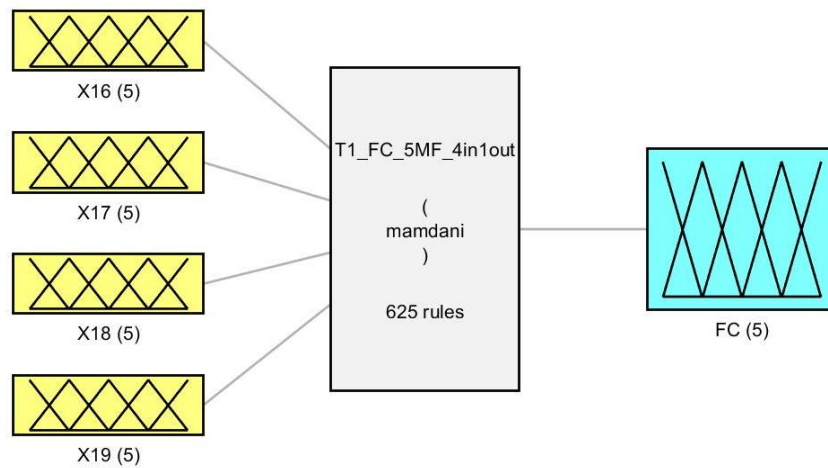 X16 (5)
X17 (5)
X18 (5)
X19 (5)
T1_FC_5MF_4in1out
(
mamdani
)
625 rules
FC (5)